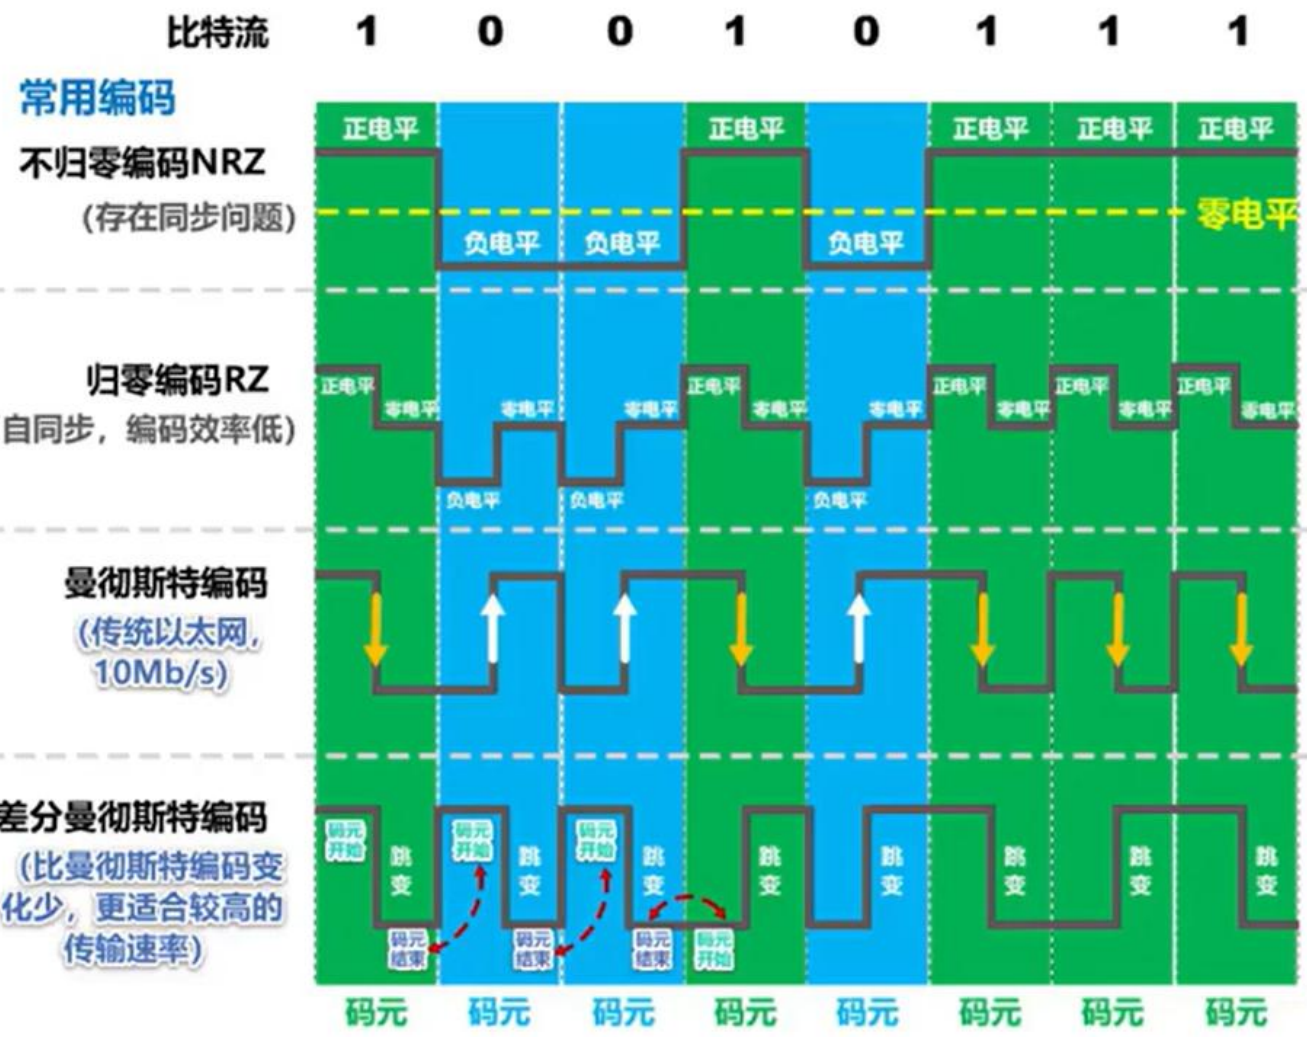 比特流 1 0 0 1 0 1 1 1
常用编码
正电平 正电平 正电平 正电平 正电平
不归零编码NRZ
(存在同步问题)
零电平
负电平 负电平 负电平
归零编码RZ
正电平 正电平 正电平 正电平 正电平
零电平 零电平 零电平 零电平 零电平 零电平 零电平 零电平
自同步，编码效率低)
负电平 负电平 负电平
曼彻斯特编码
(传统以太网，
10Mb/s)
差分曼彻斯特编码
码元 码元 码元
开始 开始 开始
跳 跳 跳 跳 跳 跳 跳 跳
变 变 变 变 变 变 变 变
(比曼彻斯特编码变
化少，更适合较高的
传输速率)
码元 码元 码元 码元
结束 结束 结束 开始
码元 码元 码元 码元 码元 码元 码元 码元